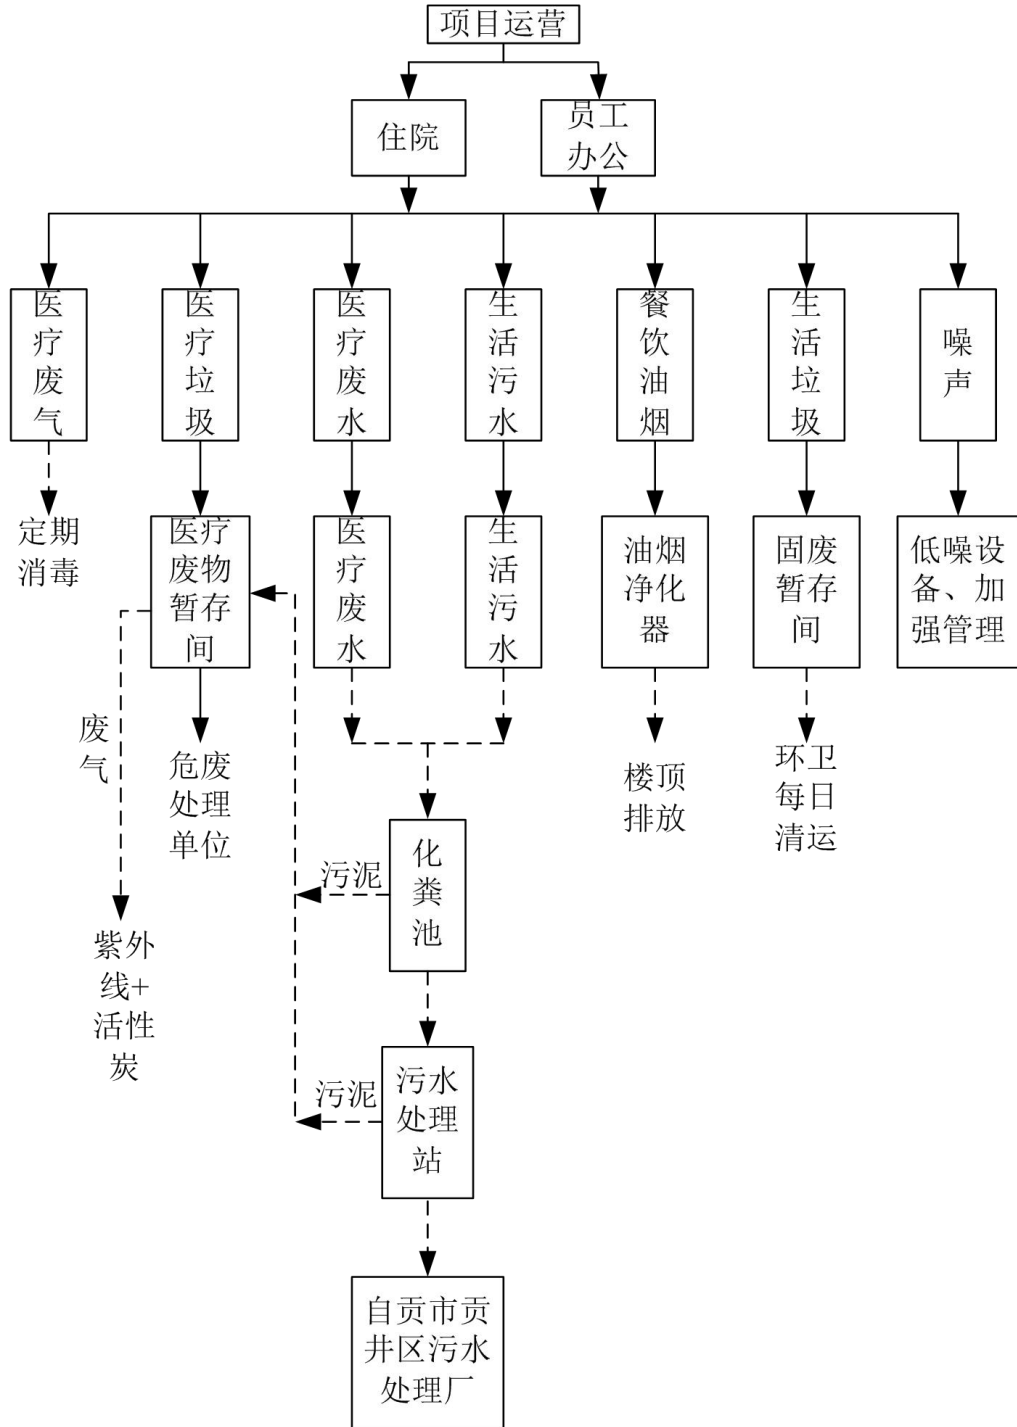 项目运营
住院
员工
办公
医
疗
废
气
医
疗
垃
圾
医
疗
废
水
生
活
污
水
餐
饮
油
烟
生
活
垃
圾
噪
声
定期
消毒
医疗
废物
暂存
间
医
疗
废
水
生
活
污
水
油烟
净化
器
固废
暂存
间
低噪设
备、加
强管理
废
气
危废
处理
单位
楼顶
排放
环卫
每日
清运
污泥
化
粪
池
紫外
线+
活性
炭
污泥
污水
处理
站
自贡市贡
井区污水
处理厂